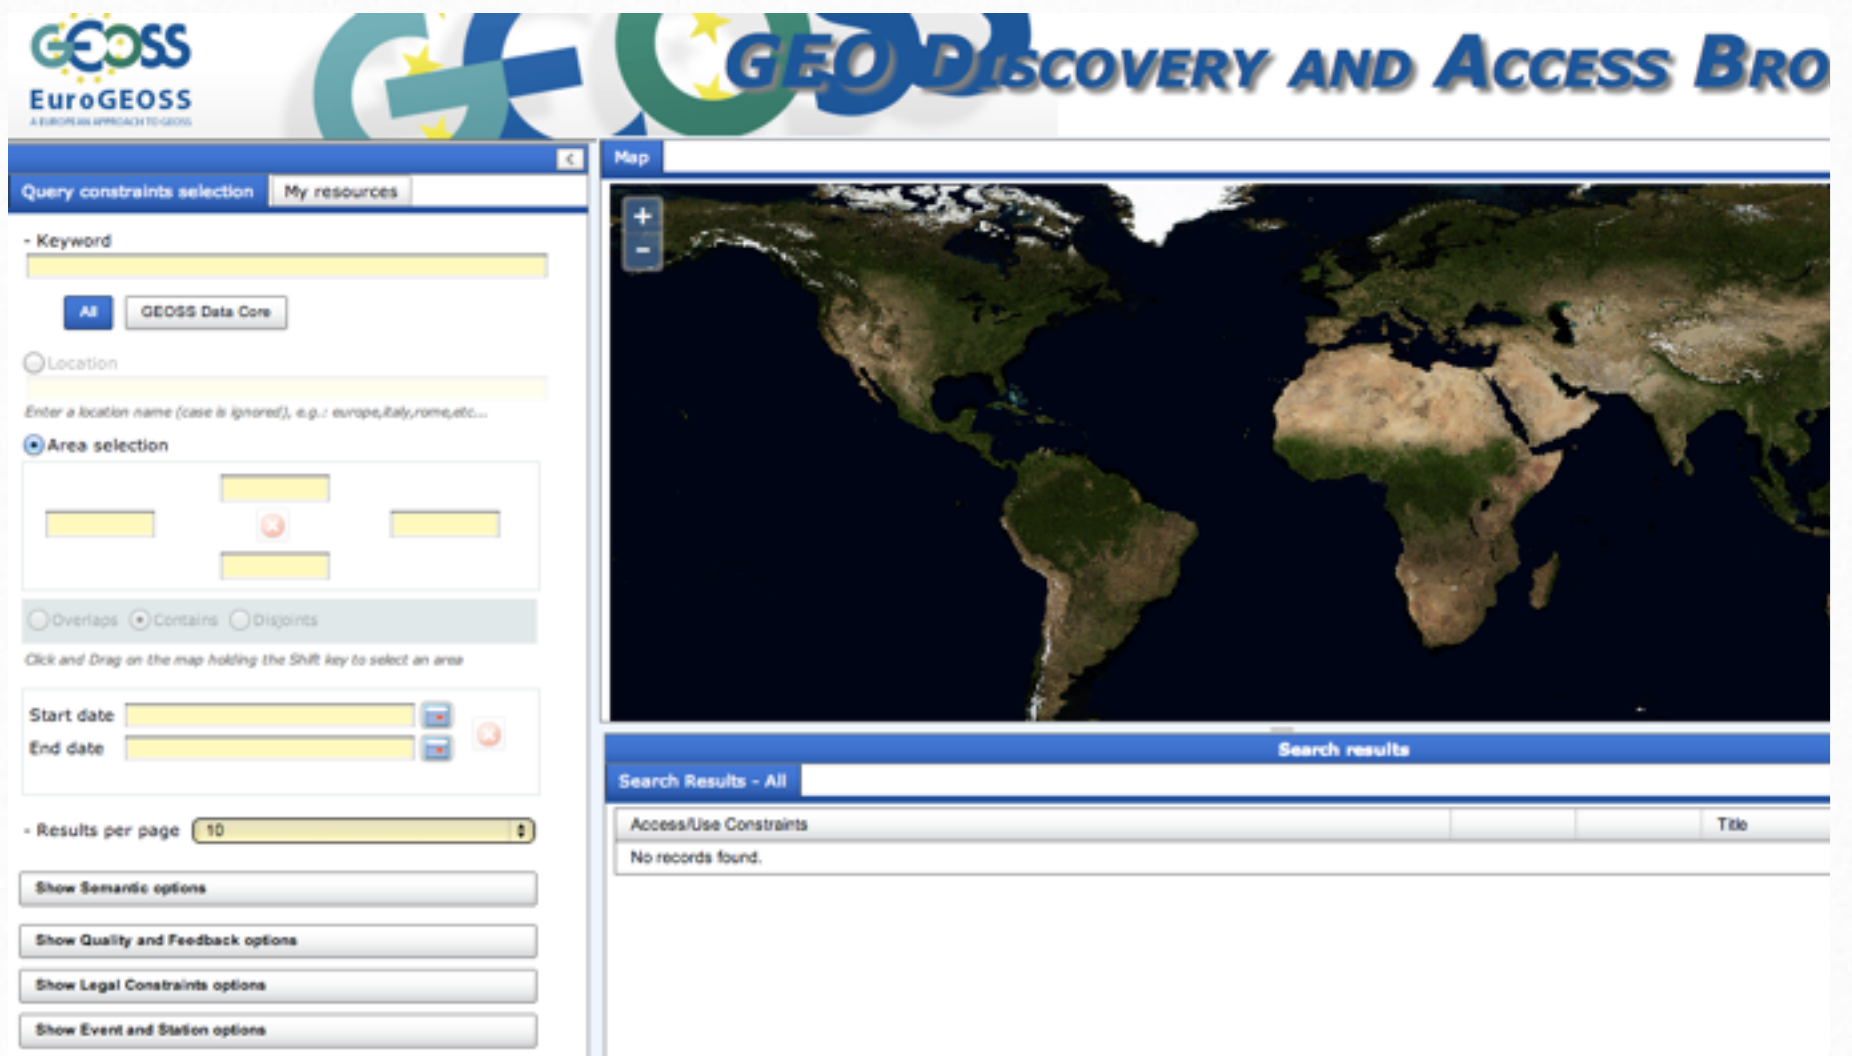 GEOSS
EuroGEOSS
A EUROPEAN APPROACH TO GEOSS
GEO DISCOVERY AND ACCESS BRO
Query constraints selection
My resources
- Keyword
All
GEOSS Data Core
Location
Enter a location name (case is ignored), e.g.: europe,italy,rome,etc...
Area selection
Overlaps
Contains
Disjoints
Click and Drag on the map holding the Shift key to select an area
Start date
End date
- Results per page
10
Show Semantic options
Show Quality and Feedback options
Show Legal Constraints options
Show Event and Station options
Map
+
-
Search results
Search Results - All
Access/Use Constraints
Title
No records found.